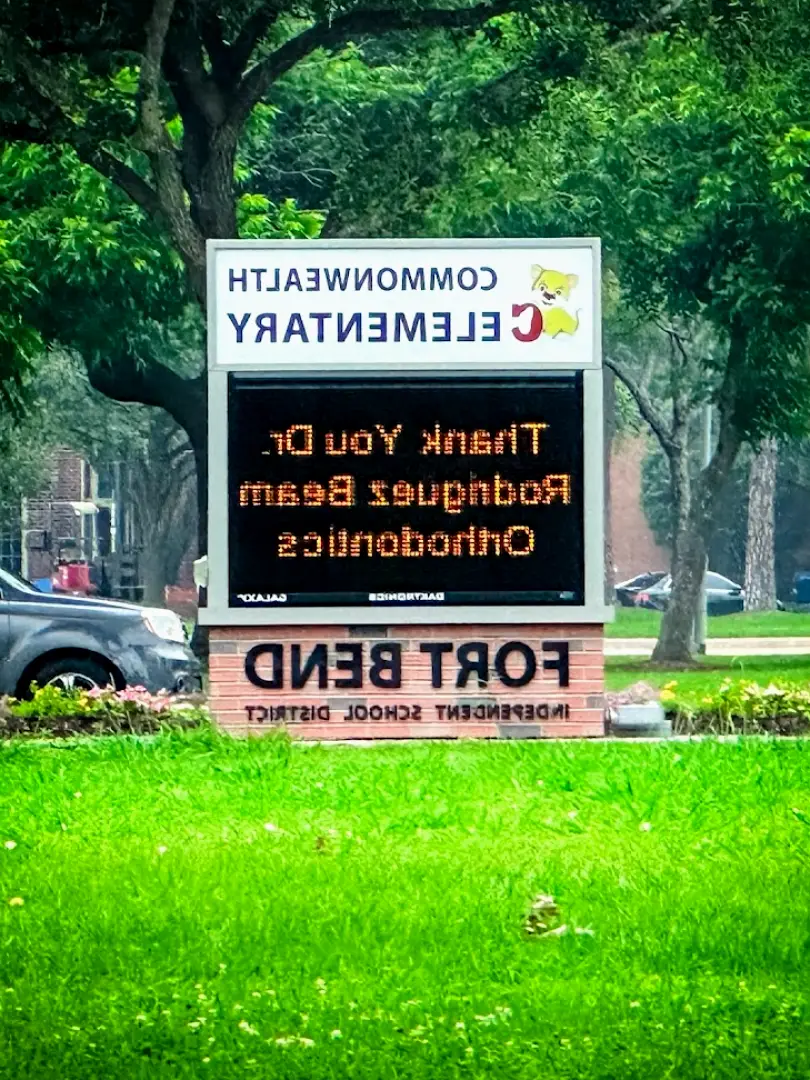 COMMONWEALTH
C ELEMENTARY
Thank You Dr.
Rodriguez Beam
Orthodontics
DAKTRONICS GALAXY
FORT BEND
INDEPENDENT SCHOOL DISTRICT